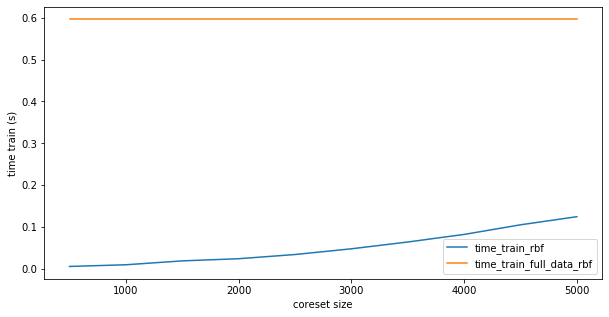 0.6
0.5
0.4
0.3
0.2
0.1
0.0
time train (s)
1000 2000 3000 4000 5000
coreset size
time_train_rbf
time_train_full_data_rbf